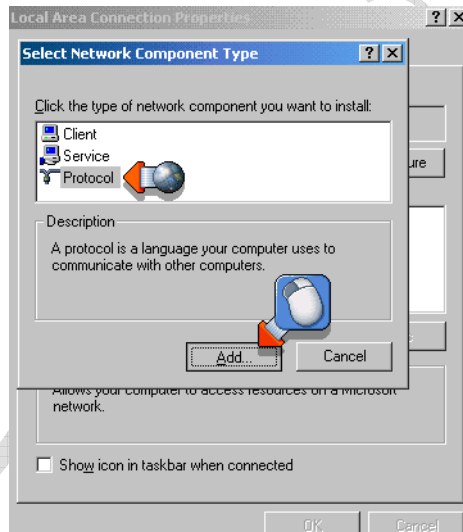 Local Area Connection Properties
Select Network Component Type
Click the type of network component you want to install:
Client
Service
Protocol
Description
A protocol is a language your computer uses to
communicate with other computers.
Add...
Cancel
Allows your computer to access resources on a Microsoft
network.
Show icon in taskbar when connected
OK
Cancel